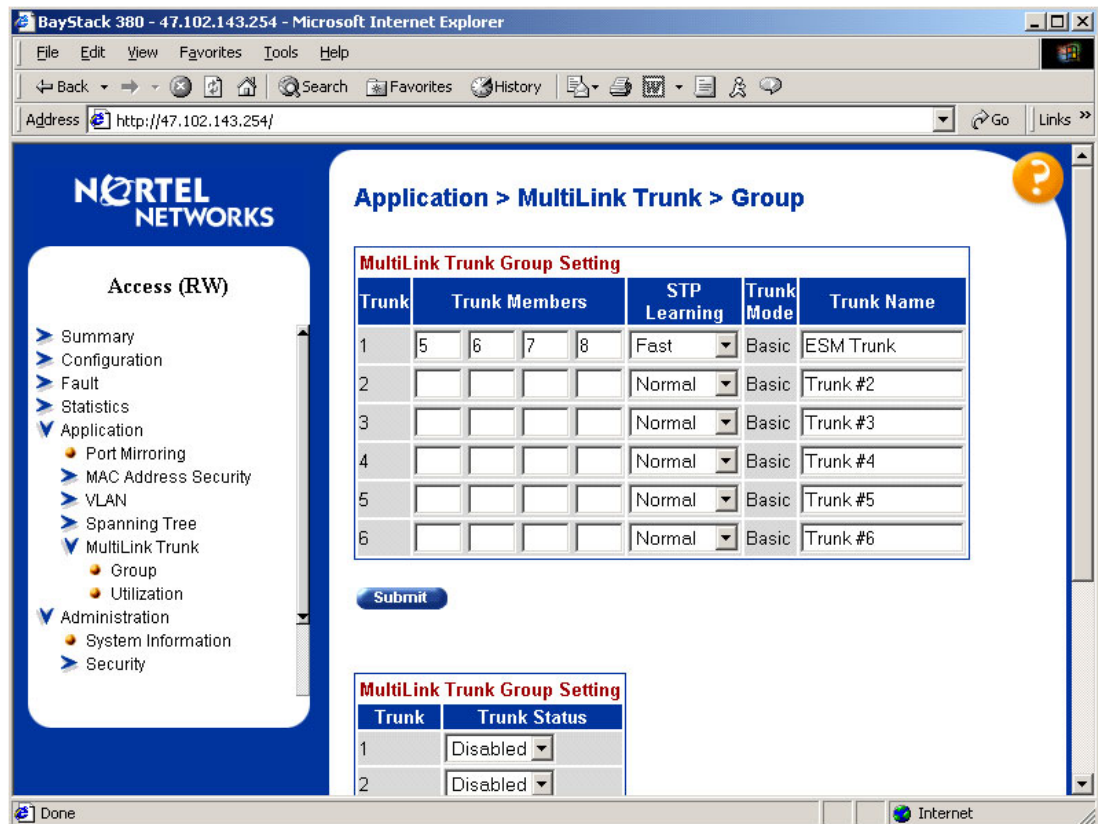 BayStack 380 - 47.102.143.254 - Microsoft Internet Explorer
File Edit View Favorites Tools Help
Back Search Favorites History
Address http://47.102.143.254/ Go Links »
NORTEL
NETWORKS
Access (RW)
Summary
Configuration
Fault
Statistics
Application
Port Mirroring
MAC Address Security
VLAN
Spanning Tree
MultiLink Trunk
Group
Utilization
Administration
System Information
Security
?
Application > MultiLink Trunk > Group
MultiLink Trunk Group Setting
Trunk Trunk Members STP Learning Trunk Mode Trunk Name
1 5 6 7 8 Fast Basic ESM Trunk
2 Normal Basic Trunk #2
3 Normal Basic Trunk #3
4 Normal Basic Trunk #4
5 Normal Basic Trunk #5
6 Normal Basic Trunk #6
Submit
MultiLink Trunk Group Setting
Trunk Trunk Status
1 Disabled
2 Disabled
Done Internet